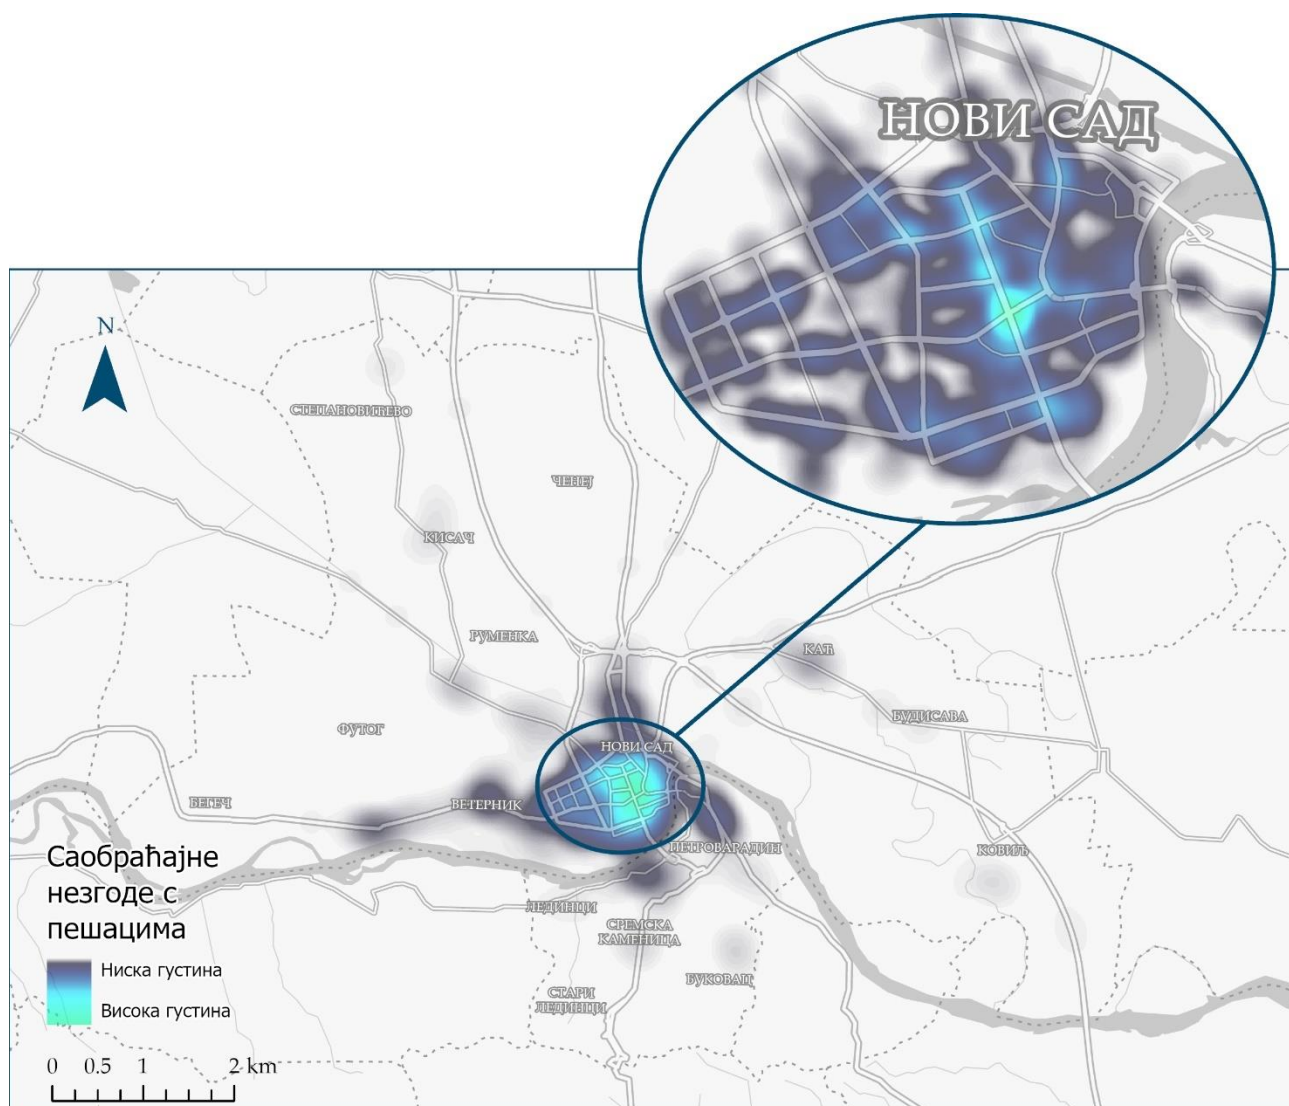 НОВИ САД
N
СТЕПАНОВИЋЕВО
ЧЕНЕЈ
КИСАЧ
РУМЕНКА
КАЋ
БУДИСАВА
ФУТОГ
НОВИ САД
БЕГЕЧ
ВЕТЕРНИК
ПЕТРОВАРАДИН
КОВИЉ
ЛЕДИНЦИ
СРЕМСКА
КАМЕНИЦА
БУКОВАЦ
СТАРИ
ЛЕДИНЦИ
Саобраћајне
незгоде с
пешацима
Ниска густина
Висока густина
0 0.5 1 2 km